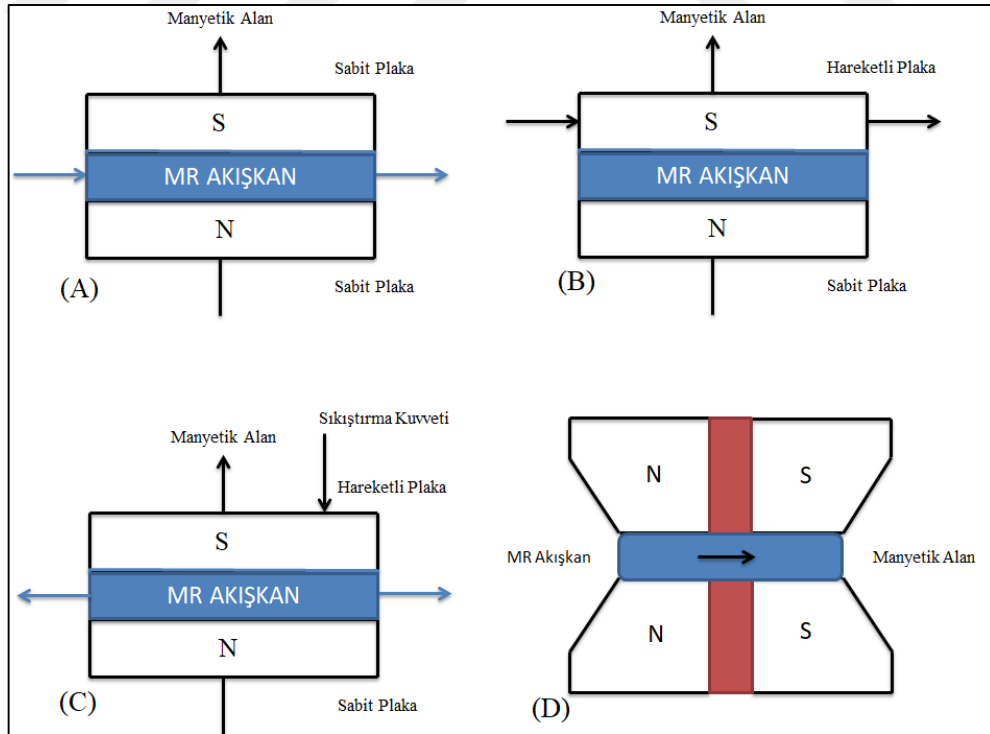 Manyetik Alan
Sabit Plaka
S
MR AKIŞKAN
N
(A)
Sabit Plaka
Manyetik Alan
Hareketli Plaka
S
MR AKIŞKAN
N
(B)
Sabit Plaka
Sıkıştırma Kuvveti
Manyetik Alan
Hareketli Plaka
S
MR AKIŞKAN
N
(C)
Sabit Plaka
N
S
MR Akışkan
Manyetik Alan
N
S
(D)